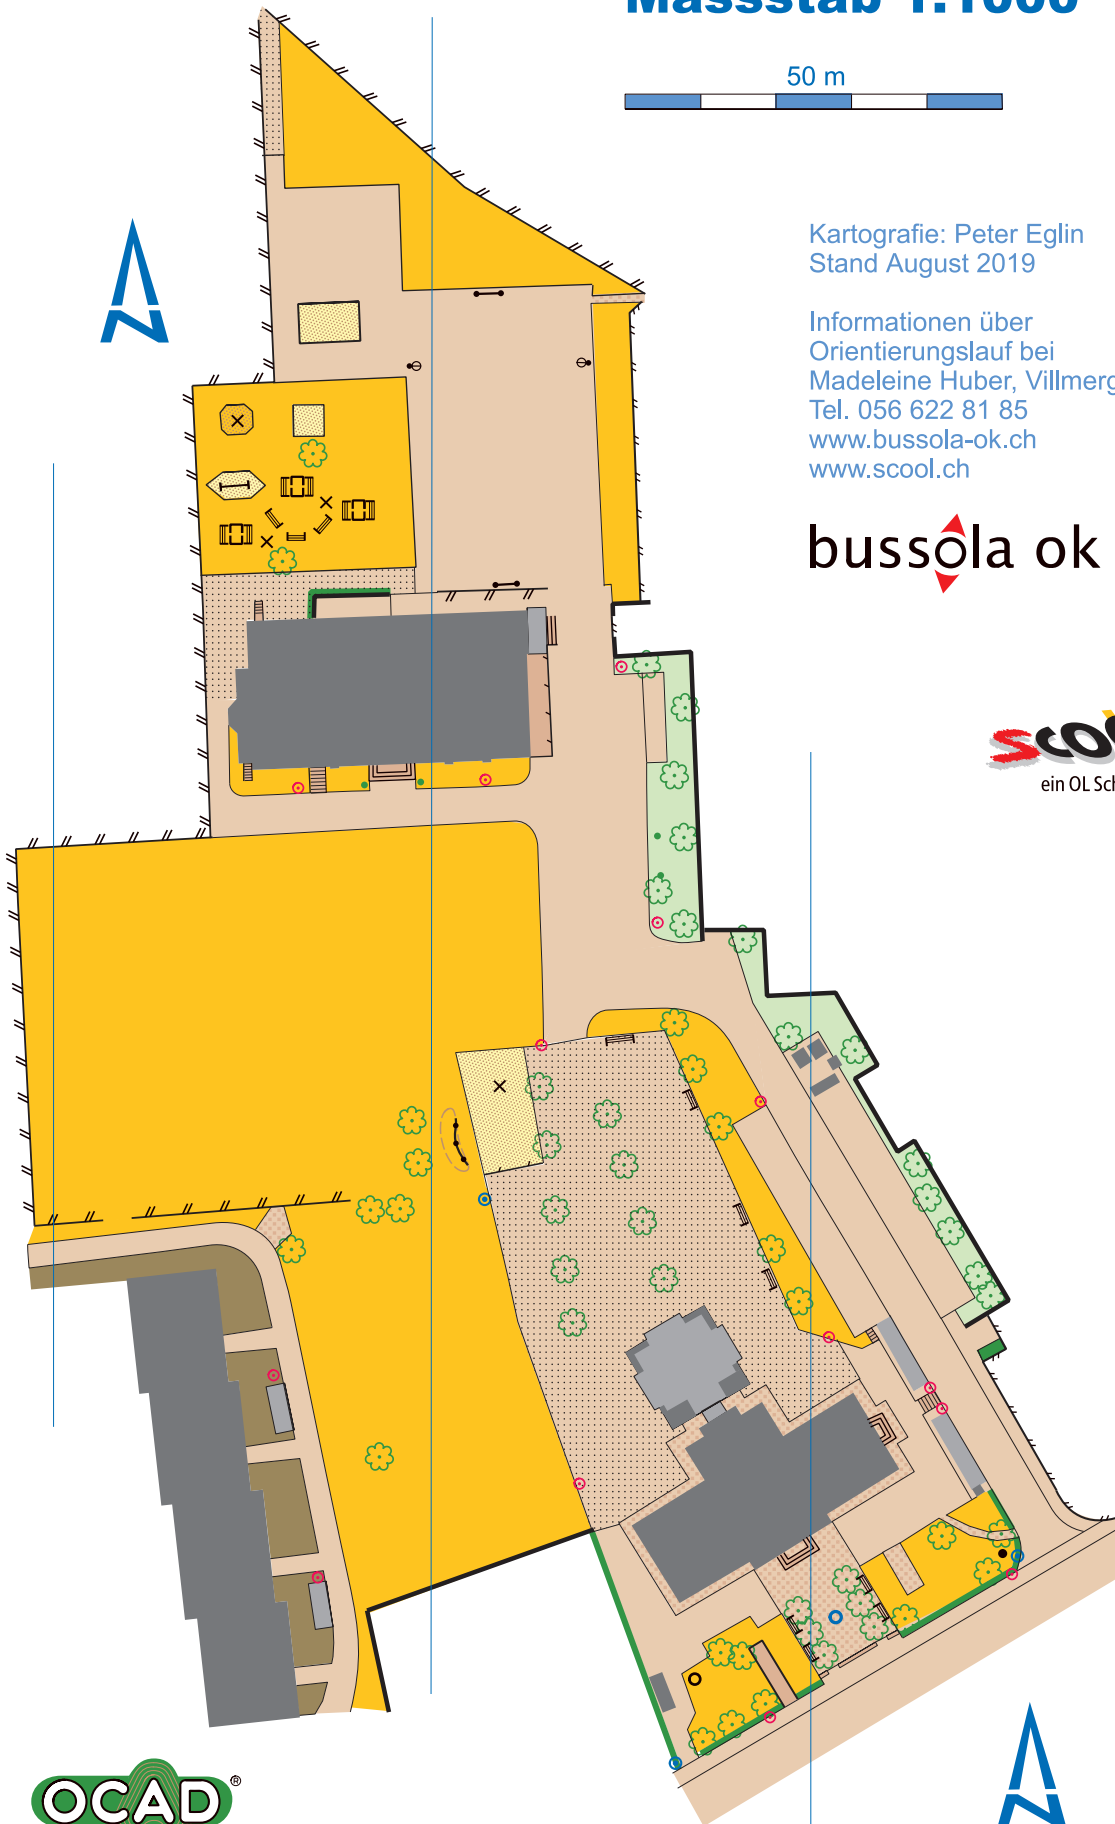 Massstab 1:1000
50 m
Kartografie: Peter Eglin
Stand August 2019
Informationen über
Orientierungslauf bei
Madeleine Huber, Villmerg
Tel. 056 622 81 85
www.bussola-ok.ch
www.scool.ch
bussola ok
scoo
ein OL Sch
OCAD®